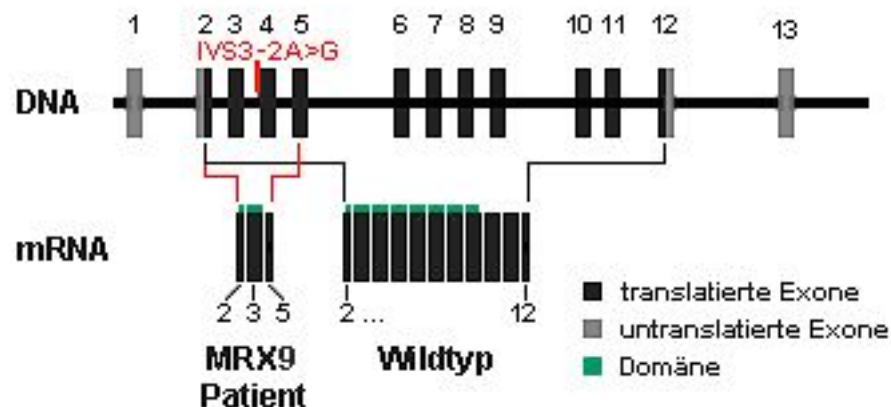 1 2 3 4 5 6 7 8 9 10 11 12 13
IVS3-2A>G
DNA
mRNA
2 3 5
2 ... 12
MRX9
Patient
Wildtyp
translatierte Exone
untranslatierte Exone
Domäne